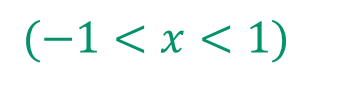 (−1 < x < 1)